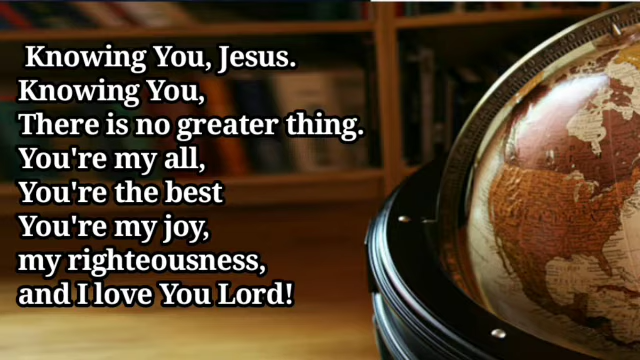 Knowing You, Jesus.
Knowing You,
There is no greater thing.
You're my all,
You're the best
You're my joy,
my righteousness,
and I love You Lord!